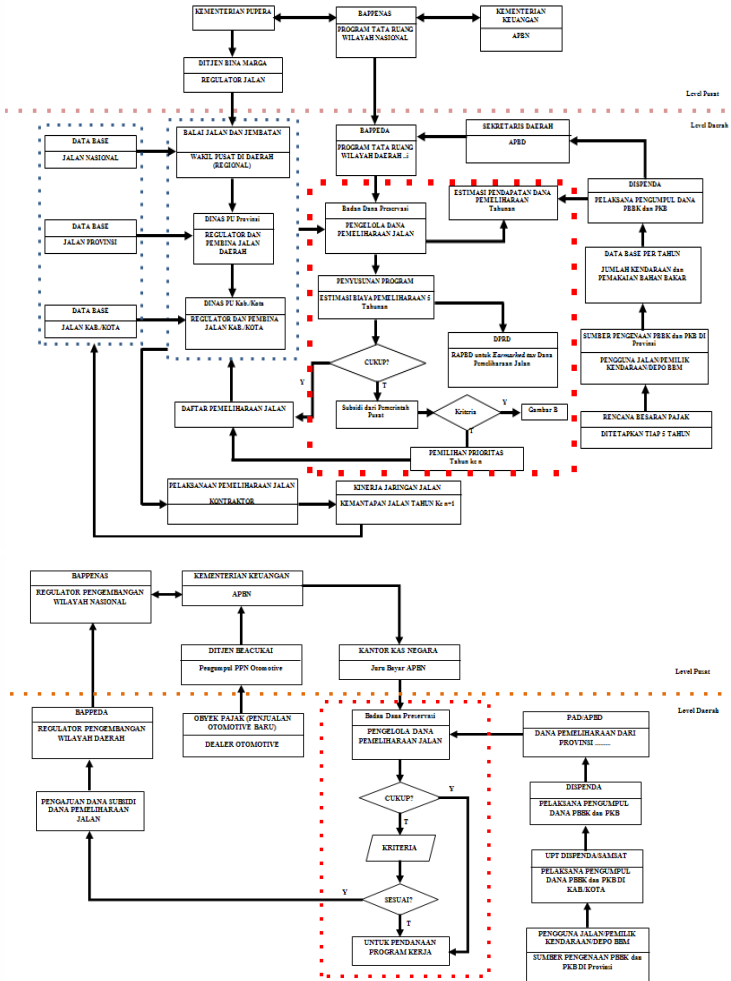 KEMENTERIAN PUPERA
BAPPENAS
PROGRAM TATA RUANG
WILAYAH NASIONAL
KEMENTERIAN
KEUANGAN
APBN
DITJEN BINA MARGA
REGULATOR JALAN
Level Pusat
Level Daerah
DATA BASE
JALAN NASIONAL
BALAI JALAN DAN JEMBATAN
WAKIL PUSAT DI DAERAH
(REGIONAL)
BAPPEDA
PROGRAM TATA RUANG
WILAYAH DAERAH ..i
SEKRETARIS DAERAH
APBD
DISPENDA
PELAKSANA PENGUMPUL
DANA PBBK dan PKB
ESTIMASI PENDAPATAN DANA
PEMELIHARAAN
Tahunan
DATA BASE
JALAN PROVINSI
DINAS PU Provinsi
REGULATOR DAN
PEMBINA JALAN
DAERAH
Badan Dana Preservasi
PENGELOLA DANA
PEMELIHARAAN JALAN
DATA BASE PER TAHUN
JUMLAH KENDARAAN dan
PEMAKAIAN BAHAN BAKAR
PENYUSUNAN PROGRAM
ESTIMASI BIAYA PEMELIHARAAN 5
Tahunan
DATA BASE
JALAN KAB./KOTA
DINAS PU Kab./Kota
REGULATOR DAN PEMBINA
JALAN KAB./KOTA
DPRD
RAPBD untuk Earmarked tax Dana
Pemeliharaan Jalan
SUMBER PENGENAAN PBBK dan PKB DI
Provinsi
PENGGUNA JALAN/PEMILIK
KENDARAAN/DEPO BBM
CUKUP?
Y
T
DAFTAR PEMELIHARAAN JALAN
Subsidi dari Pemerintah
Pusat
Kriteria
Y
T
Gambar B
RENCANA BESARAN PAJAK
DITETAPKAN TIAP 5 TAHUN
PEMILIHAN PRIORITAS
Tahun ke n
PELAKSANAAN PEMELIHARAAN JALAN
KONTRAKTOR
KINERJA JARINGAN JALAN
KEMANTAPAN JALAN TAHUN Ke n=1
BAPPENAS
REGULATOR PENGEMBANGAN
WILAYAH NASIONAL
KEMENTERIAN KEUANGAN
APBN
DITJEN BEACUKAI
Pengumpul PPN Otomotive
KANTOR KAS NEGARA
Juru Bayar APBN
Level Pusat
Level Daerah
BAPPEDA
REGULATOR PENGEMBANGAN
WILAYAH DAERAH
OBYEK PAJAK (PENJUALAN
OTOMOTIVE BARU)
DEALER OTOMOTIVE
Badan Dana Preservasi
PENGELOLA DANA
PEMELIHARAAN JALAN
PAD/APBD
DANA PEMELIHARAAN DARI
PROVINSI .........
CUKUP?
Y
T
PENGAJUAN DANA SUBSIDI
DANA PEMELIHARAAN
JALAN
DISPENDA
PELAKSANA PENGUMPUL
DANA PBBK dan PKB
KRITERIA
UPT DISPENDA/SAMSAT
PELAKSANA PENGUMPUL
DANA PBBK dan PKB DI
KAB/KOTA
SESUAI?
Y
T
UNTUK PENDANAAN
PROGRAM KERJA
PENGGUNA JALAN/PEMILIK
KENDARAAN/DEPO BBM
SUMBER PENGENAAN PBBK dan
PKB DI Provinsi